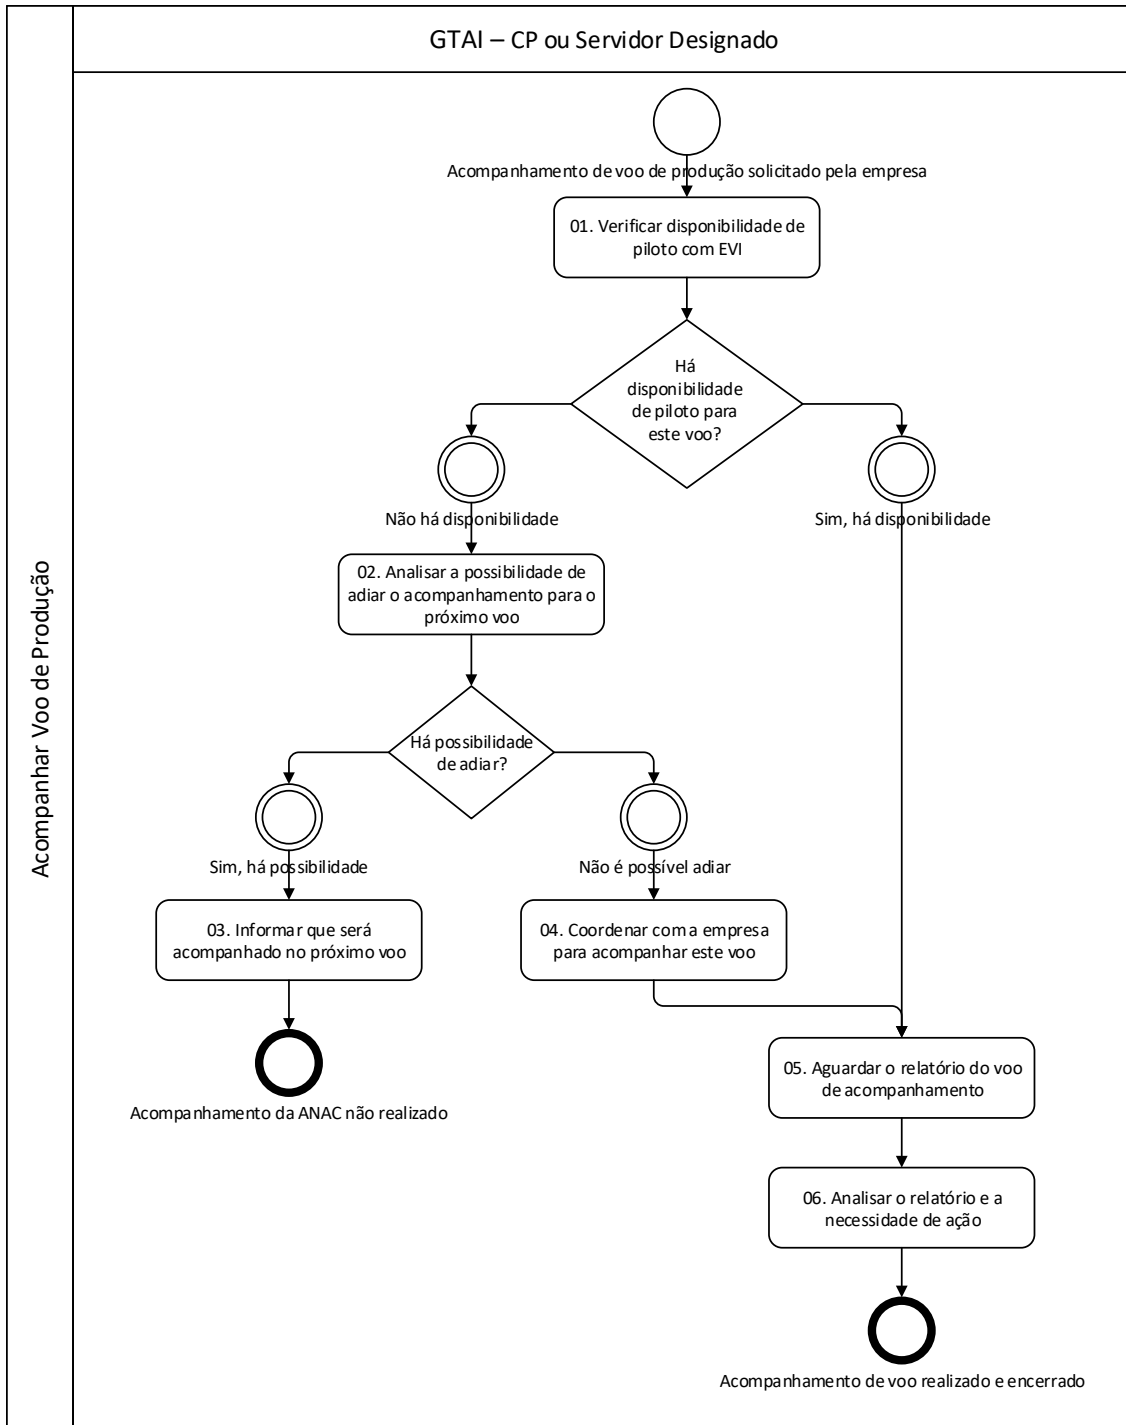 GTAI – CP ou Servidor Designado
Acompanhar Voo de Produção
Acompanhamento de voo de produção solicitado pela empresa
01. Verificar disponibilidade de
piloto com EVI
Há
disponibilidade
de piloto para
este voo?
Não há disponibilidade
Sim, há disponibilidade
02. Analisar a possibilidade de
adiar o acompanhamento para o
próximo voo
Há possibilidade
de adiar?
Sim, há possibilidade
Não é possível adiar
03. Informar que será
acompanhado no próximo voo
04. Coordenar com a empresa
para acompanhar este voo
05. Aguardar o relatório do voo
de acompanhamento
Acompanhamento da ANAC não realizado
06. Analisar o relatório e a
necessidade de ação
Acompanhamento de voo realizado e encerrado